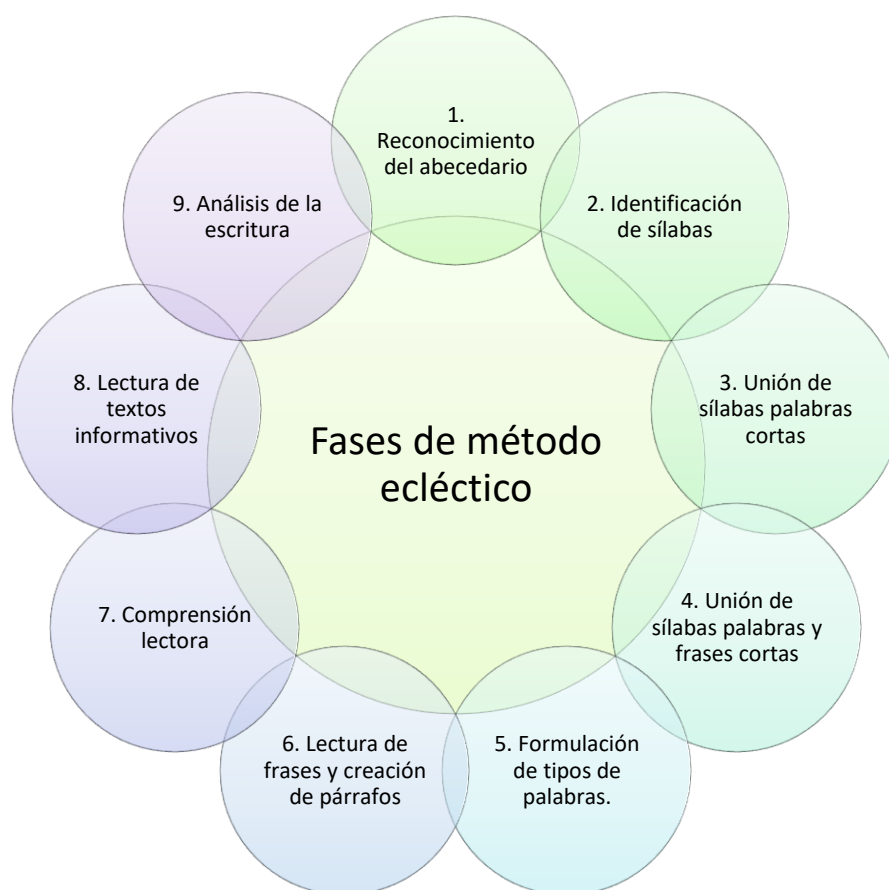 Fases de método
ecléctico
1.
Reconocimiento
del abecedario
2. Identificación
de sílabas
3. Unión de
sílabas palabras
cortas
4. Unión de
sílabas palabras y
frases cortas
5. Formulación
de tipos de
palabras.
6. Lectura de
frases y creación
de párrafos
7. Comprensión
lectora
8. Lectura de
textos
informativos
9. Análisis de la
escritura